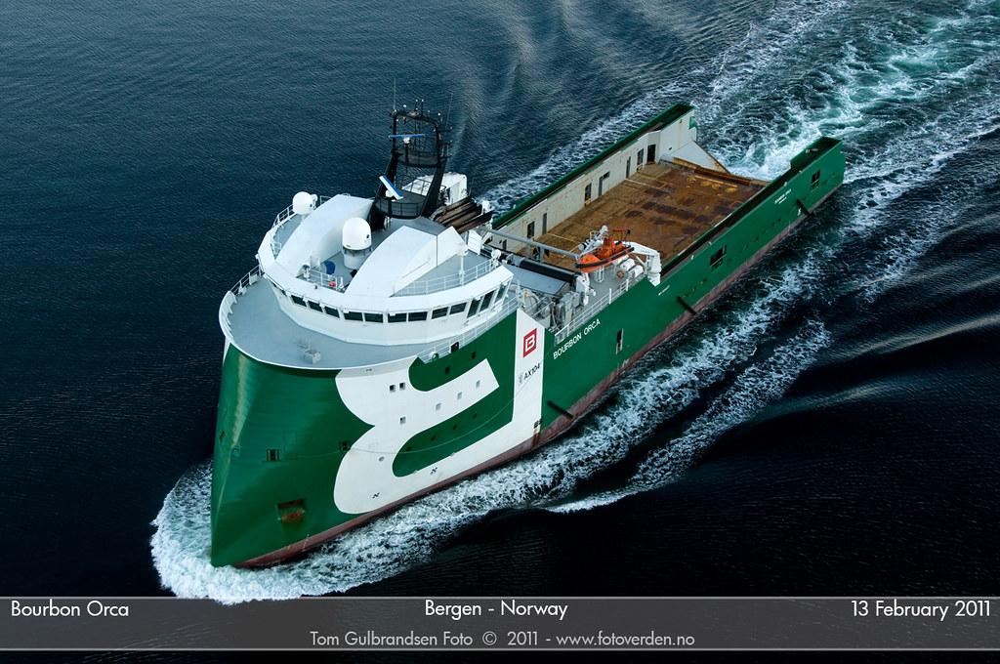 B
AX104
BOURBON ORCA
Bourbon Orca
Bergen - Norway
13 February 2011
Tom Gulbrandsen Foto © 2011 - www.fotoverden.no